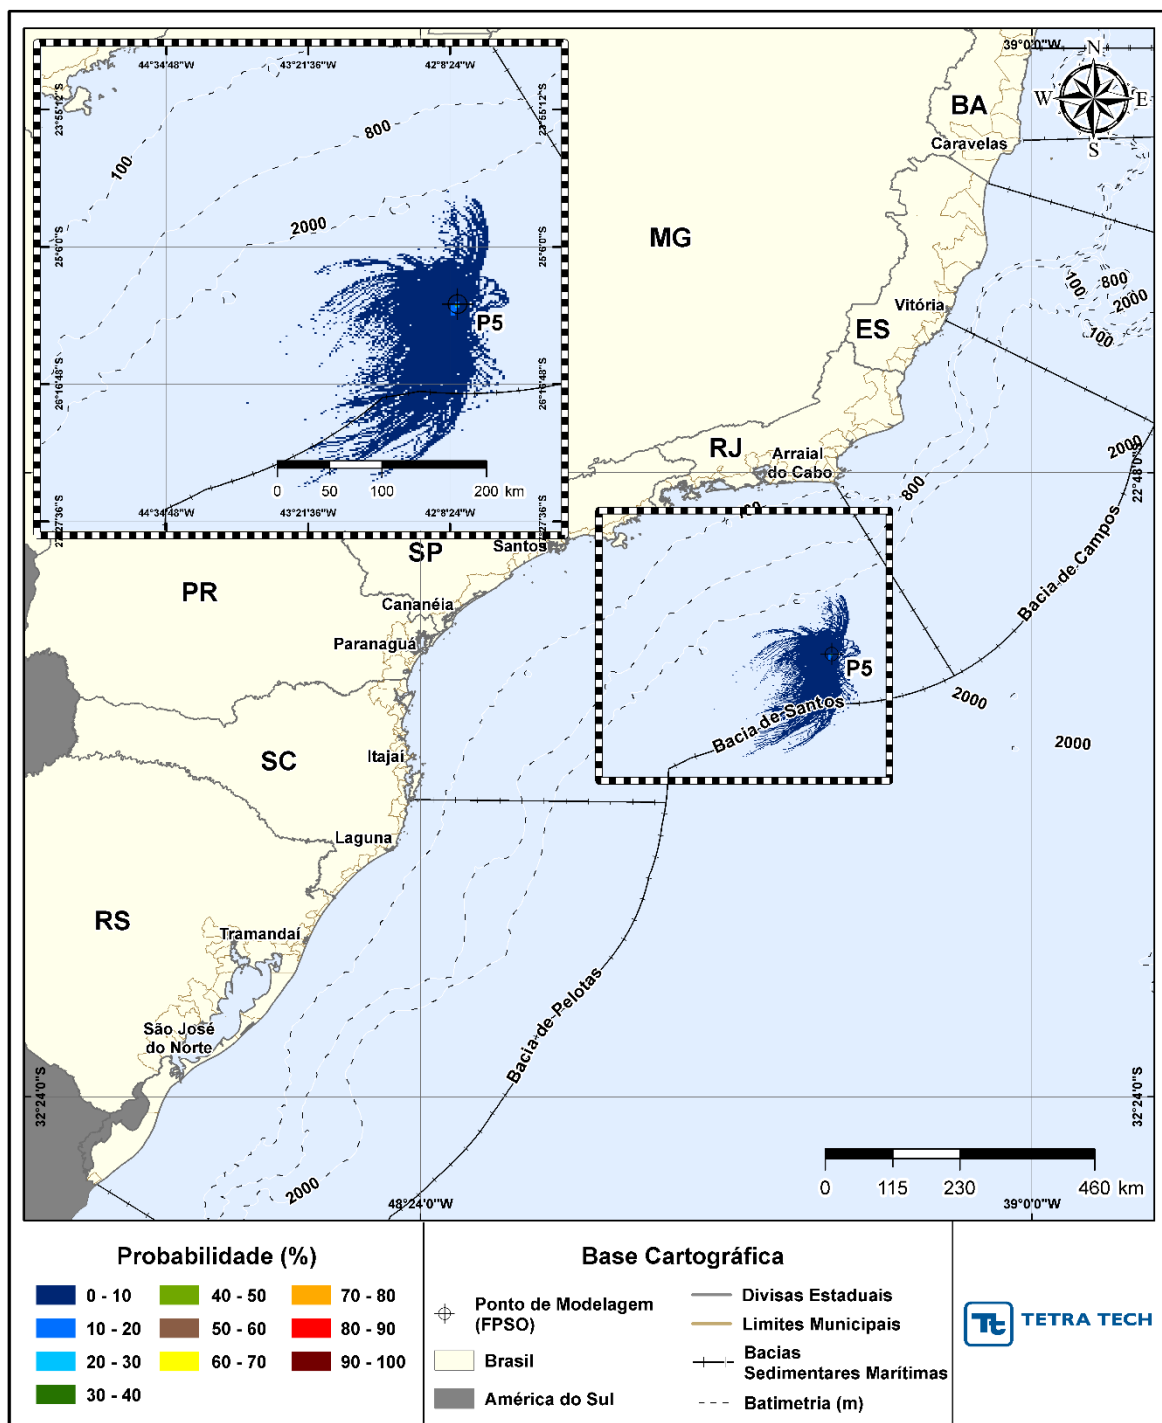 39°0'0"W
N
W
E
S
44°34'48"W
43°21'36"W
42°8'24"W
23°55'12"S
23°55'12"S
100
800
2000
25°6'0"S
25°6'0"S
P5
26°16'48"S
26°16'48"S
0 50 100 200 km
44°34'48"W
43°21'36"W
42°8'24"W
27°27'36"S
27°27'36"S
BA
Caravelas
MG
100
800
2000
100
Vitória
ES
2000
22°48'0"S
RJ
Arraial
do Cabo
800
Bacia de Campos
SP
Santos
PR
Cananéia
Paranaguá
P5
2000
Bacia de Santos
2000
SC
Itajaí
Laguna
RS
Tramandaí
Bacia de Pelotas
São José
do Norte
32°24'0"S
32°24'0"S
2000
0 115 230 460 km
48°24'0"W
39°0'0"W
Probabilidade (%)
0 - 10
10 - 20
20 - 30
30 - 40
40 - 50
50 - 60
60 - 70
70 - 80
80 - 90
90 - 100
Base Cartográfica
Ponto de Modelagem
(FPSO)
Brasil
América do Sul
Divisas Estaduais
Limites Municipais
Bacias
Sedimentares Marítimas
Batimetria (m)
Tt TETRA TECH